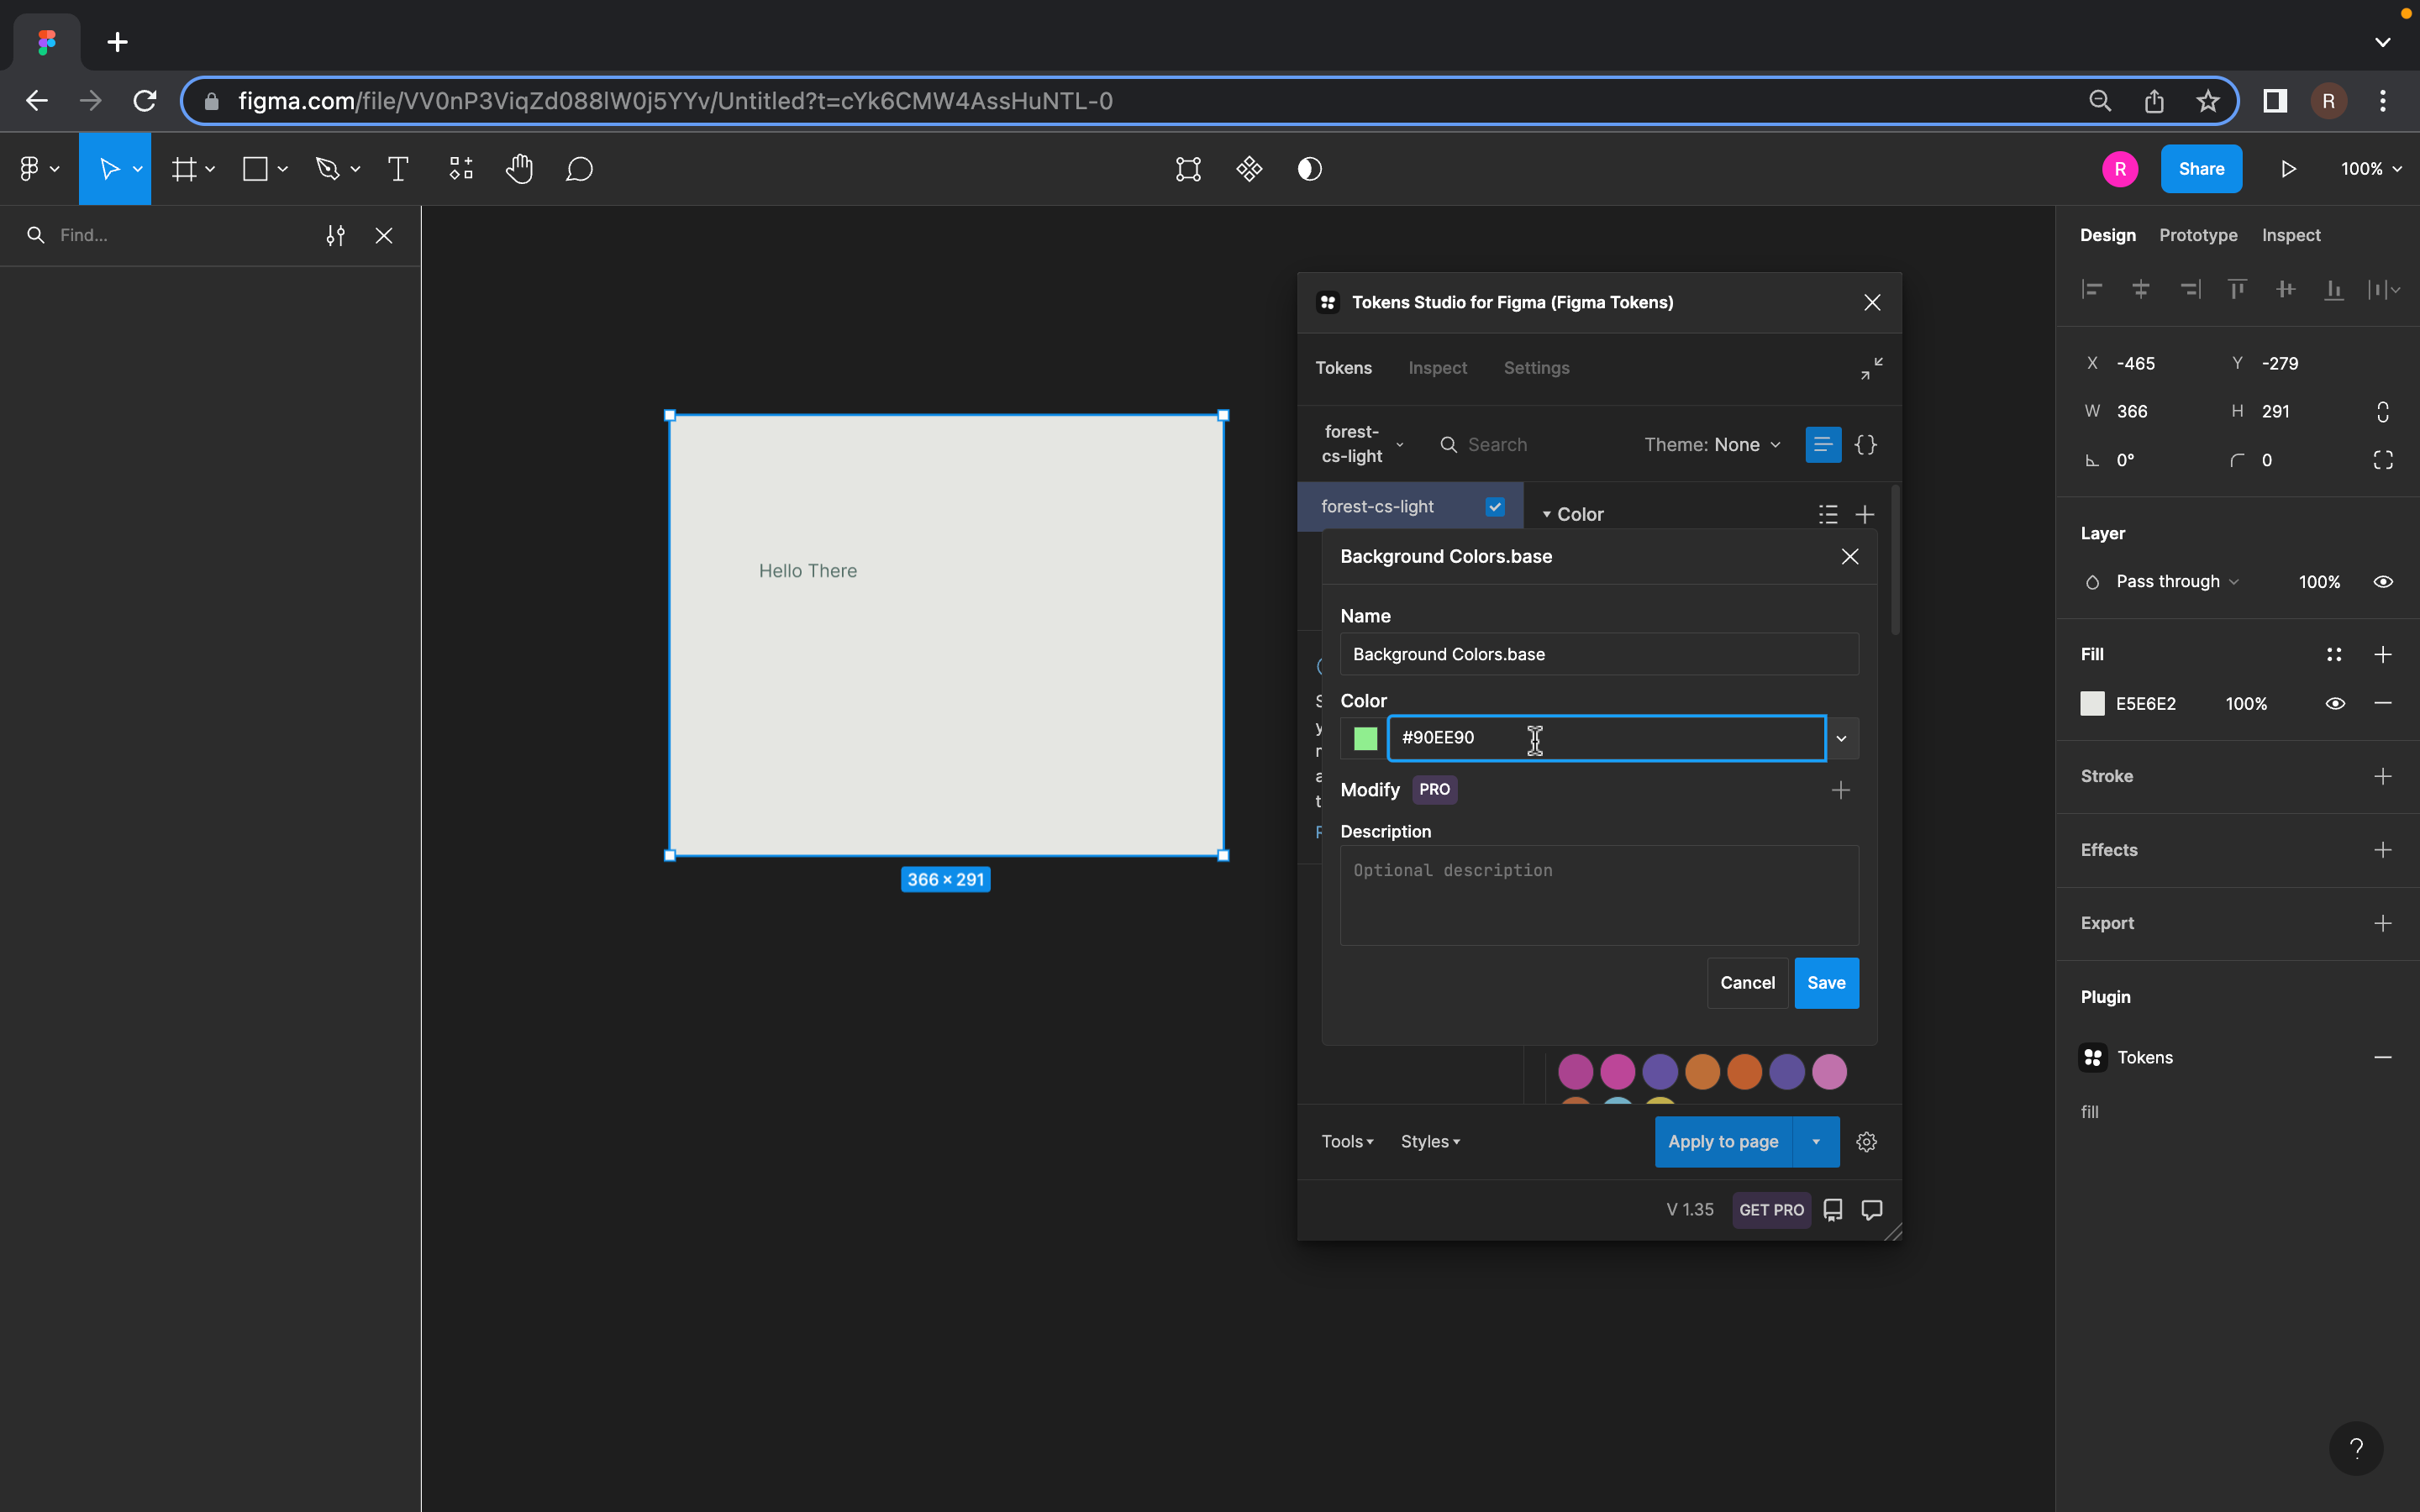 figma.com/file/VV0nP3ViqZd088lW0j5YYv/Untitled?t=cYk6CMW4AssHuNTL-0
R
R
Share
100%
Find...
Design Prototype Inspect
X -465 Y -279
W 366 H 291
0° 0
Layer
Pass through 100%
Fill
E5E6E2 100%
Stroke
Effects
Export
Plugin
Tokens
fill
?
Hello There
366 × 291
Tokens Studio for Figma (Figma Tokens)
Tokens Inspect Settings
forest-
cs-light
Search
Theme: None
{}
forest-cs-light
Color
Background Colors.base
Name
Background Colors.base
Color
#90EE90
Modify PRO
Description
Optional description
Cancel Save
Tools Styles
Apply to page
V 1.35 GET PRO